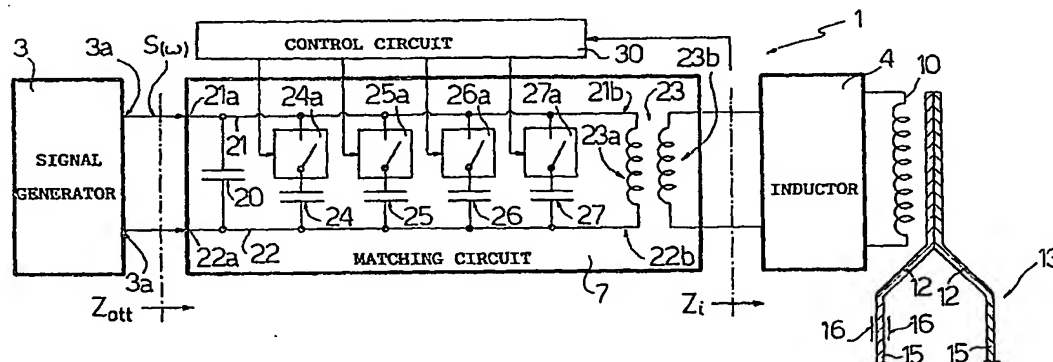 1
CONTROL CIRCUIT
30
3
3a
S(ω)
SIGNAL GENERATOR
21a
24a
25a
26a
27a
21b
23
23b
23a
21
20
24
25
26
27
22a
22
22b
MATCHING CIRCUIT
7
3a
Zatt
Zi
4
INDUCTOR
10
12
12
13
16
16
15
15